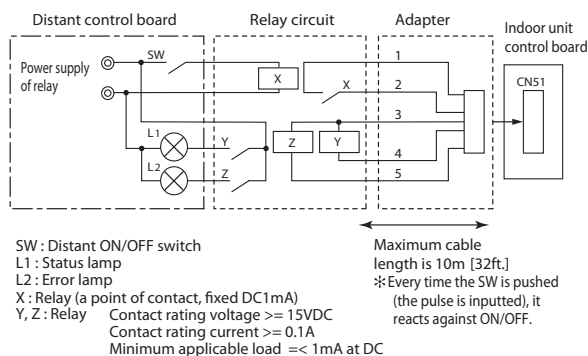 Distant control board
Relay circuit
Adapter
Indoor unit
control board
CN51
Power supply
of relay
SW
X
X
1
2
3
4
5
L1
Y
L2
Z
Z
Y
SW : Distant ON/OFF switch
L1 : Status lamp
L2 : Error lamp
X : Relay (a point of contact, fixed DC1mA)
Y, Z : Relay Contact rating voltage >= 15VDC
Contact rating current >= 0.1A
Minimum applicable load =< 1mA at DC
Maximum cable
length is 10m [32ft.]
✻Every time the SW is pushed
(the pulse is inputted), it
reacts against ON/OFF.